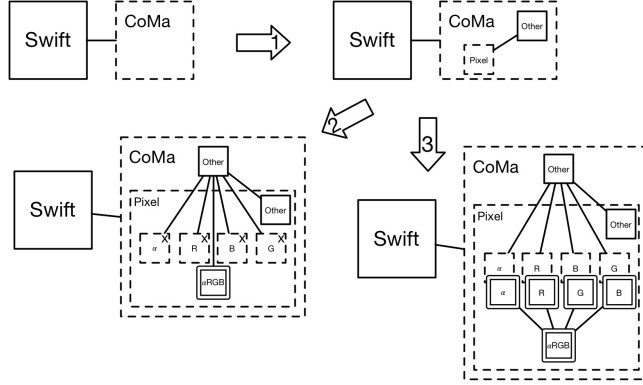 Swift
CoMa
1
Swift
CoMa
Other
Pixel
2
3
CoMa
Other
Swift
Pixel
Other
α X
R X
B X
G X
αRGB
CoMa
Other
Swift
Pixel
Other
α
R
B
G
α
R
G
B
αRGB